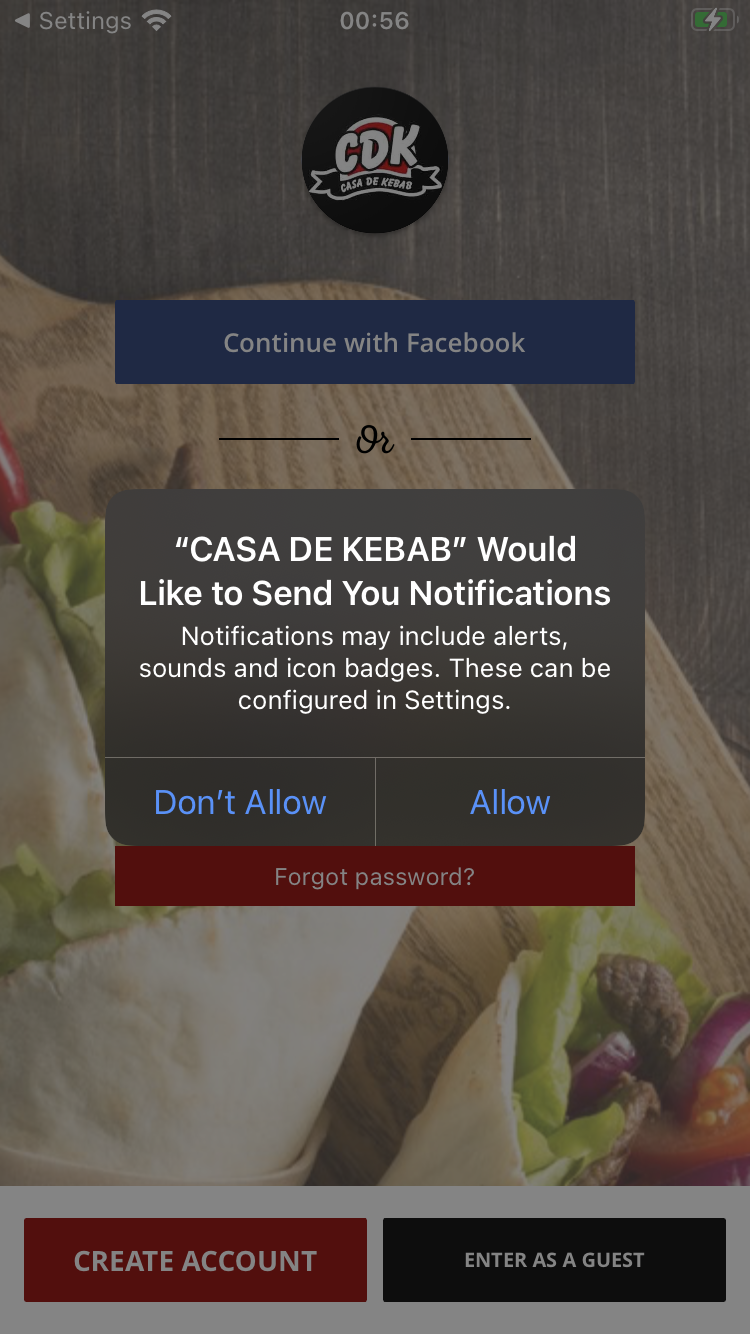 Settings
00:56
CDK
CASA DE KEBAB
Continue with Facebook
Or
“CASA DE KEBAB” Would
Like to Send You Notifications
Notifications may include alerts,
sounds and icon badges. These can be
configured in Settings.
Don’t Allow
Allow
Forgot password?
CREATE ACCOUNT
ENTER AS A GUEST